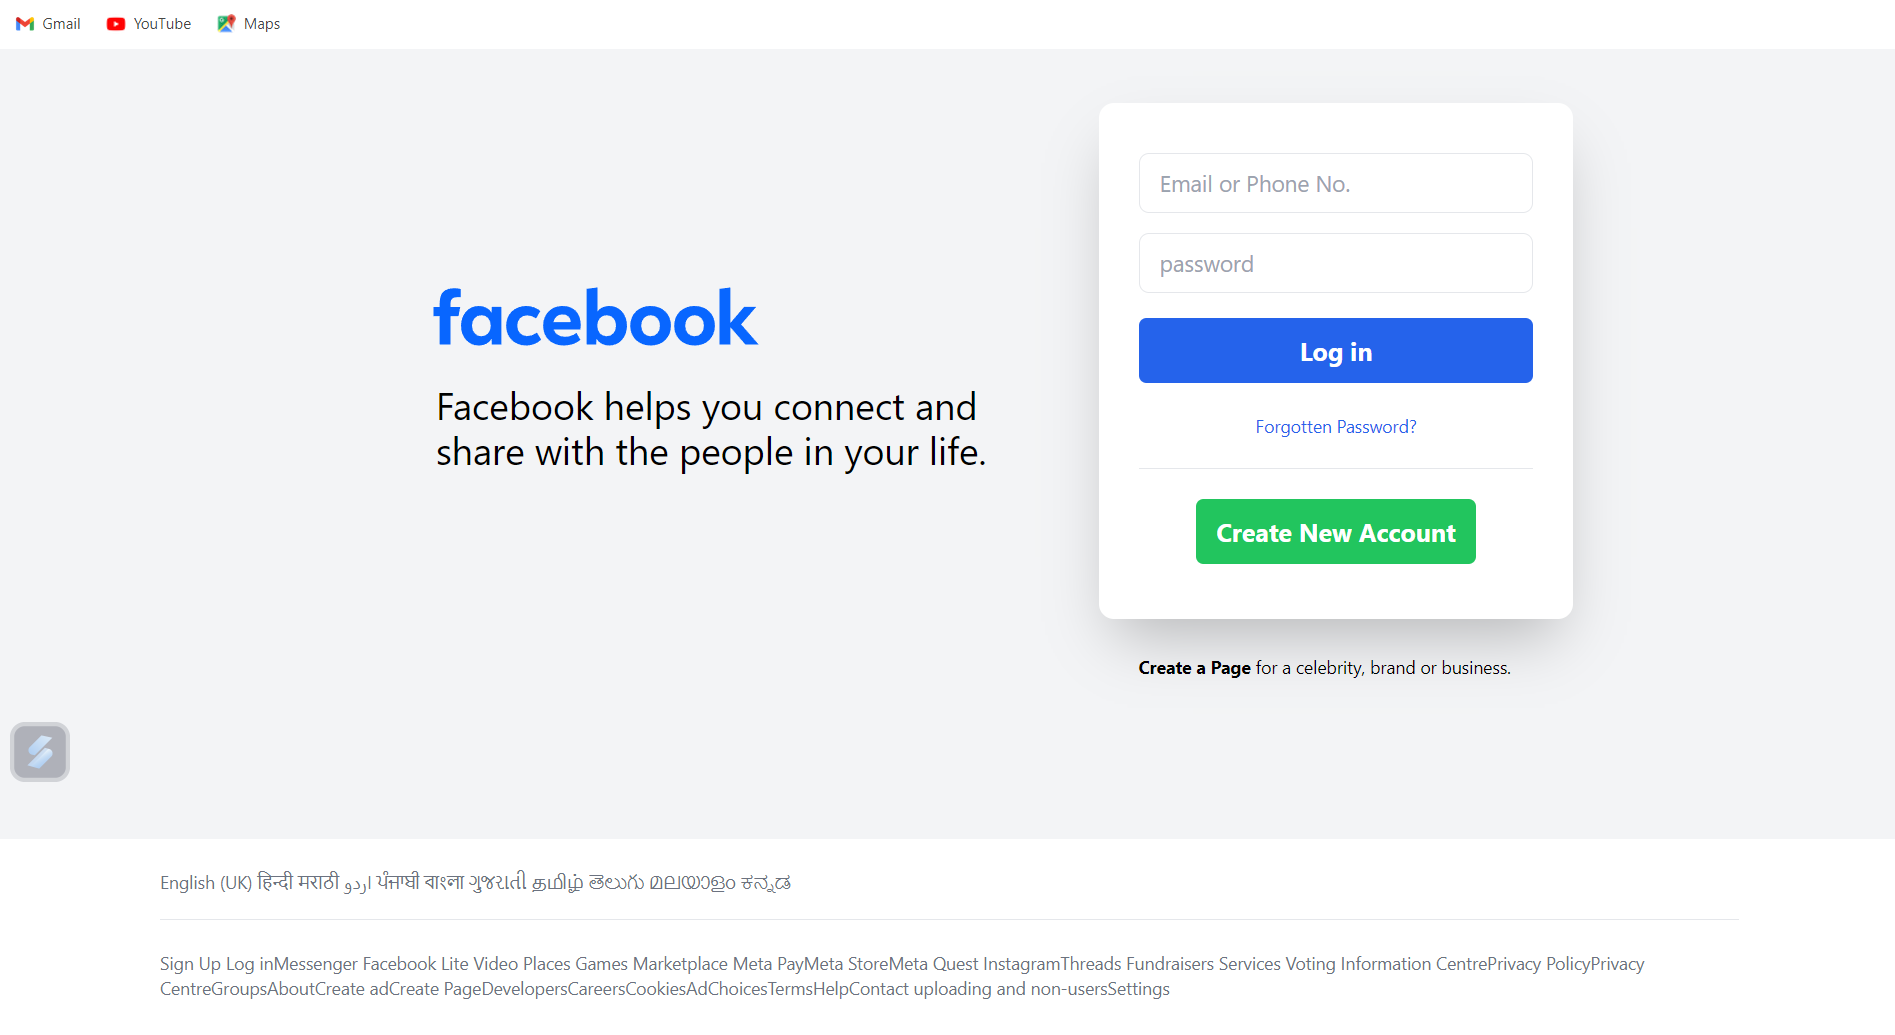 Gmail YouTube Maps
Email or Phone No.
password
facebook
Log in
Facebook helps you connect and
share with the people in your life.
Forgotten Password?
Create New Account
Create a Page for a celebrity, brand or business.
English (UK) हिन्दी मराठी اردو ਪੰਜਾਬੀ বাংলা ગુજરાતી தமிழ் తెలుగు മലയാളം ಕನ್ನಡ
Sign Up Log inMessenger Facebook Lite Video Places Games Marketplace Meta PayMeta StoreMeta Quest InstagramThreads Fundraisers Services Voting Information CentrePrivacy PolicyPrivacy
CentreGroupsAboutCreate adCreate PageDevelopersCareersCookiesAdChoicesTermsHelpContact uploading and non-usersSettings